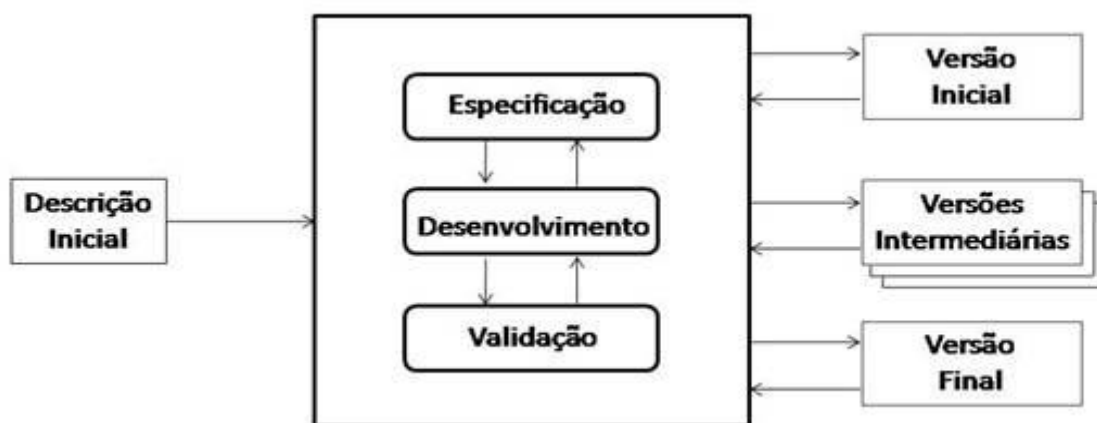 Descrição
Inicial
Especificação
Desenvolvimento
Validação
Versão
Inicial
Versões
Intermediárias
Versão
Final